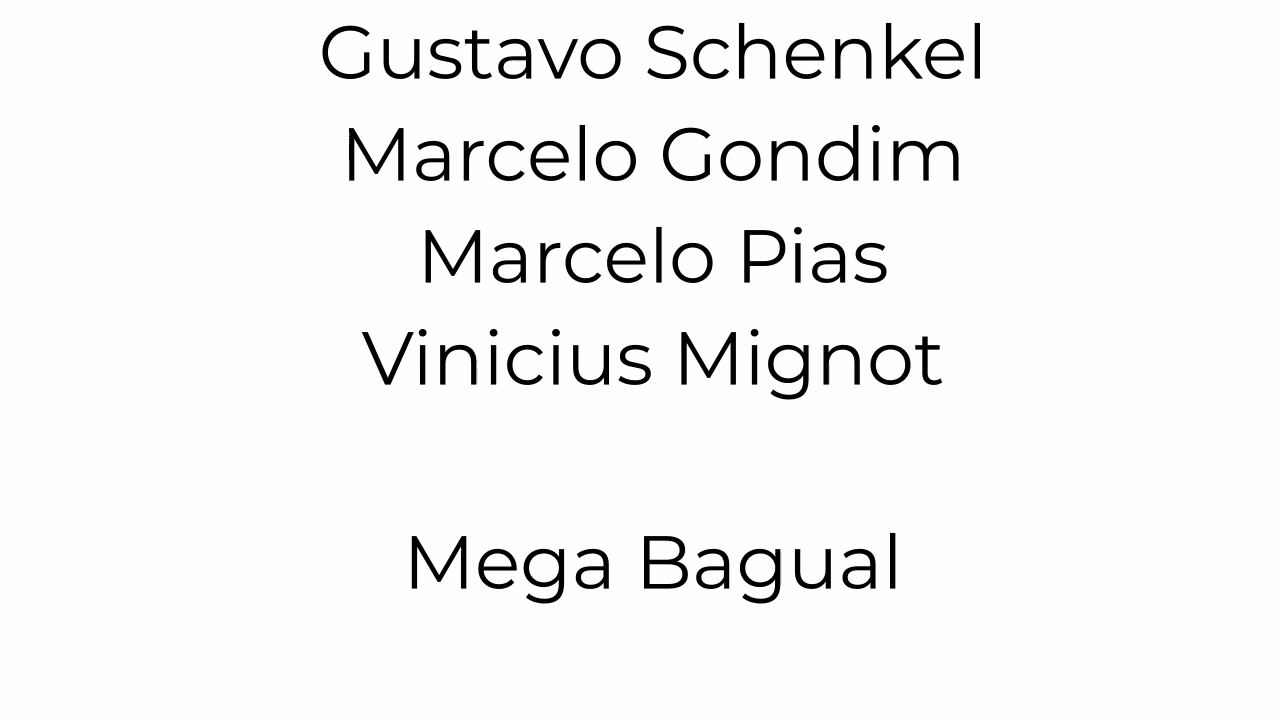 Gustavo Schenkel
Marcelo Gondim
Marcelo Pias
Vinicius Mignot
Mega Bagual